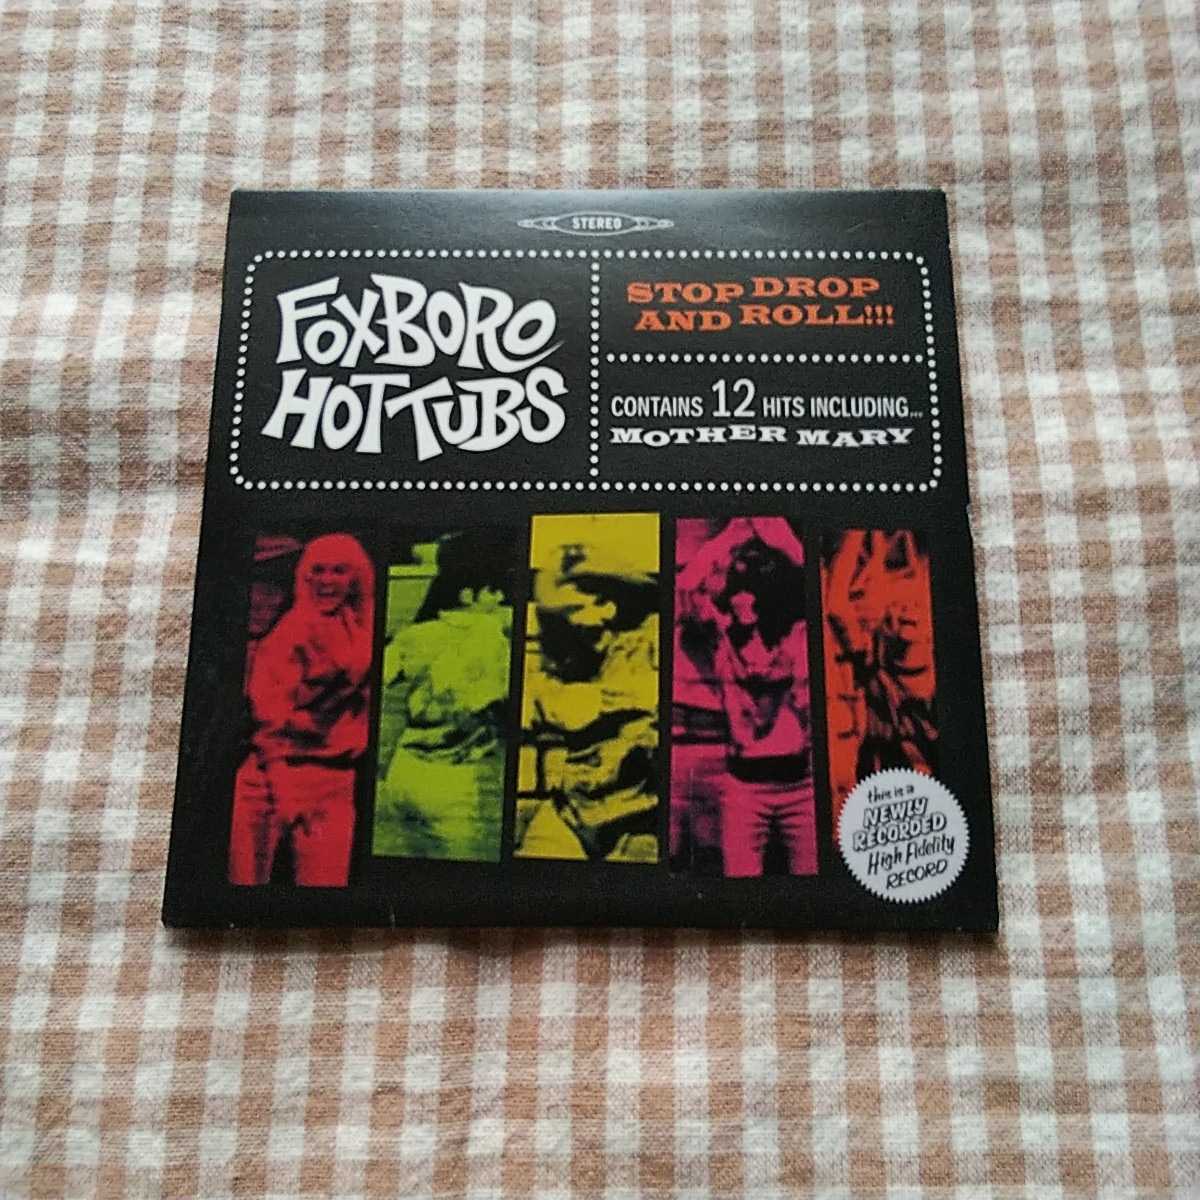 STEREO
FOXBORO
HOT TUBS
STOP DROP
AND ROLL!!!
CONTAINS 12 HITS INCLUDING...
MOTHER MARY
this is a
NEWLY
RECORDED
High Fidelity
RECORD